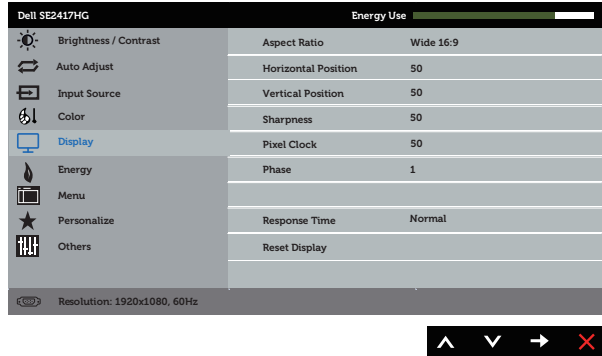 Dell SE2417HG Energy Use
Brightness / Contrast
Auto Adjust
Input Source
Color
Display
Energy
Menu
Personalize
Others
Aspect Ratio Wide 16:9
Horizontal Position 50
Vertical Position 50
Sharpness 50
Pixel Clock 50
Phase 1
Response Time Normal
Reset Display
Resolution: 1920x1080, 60Hz